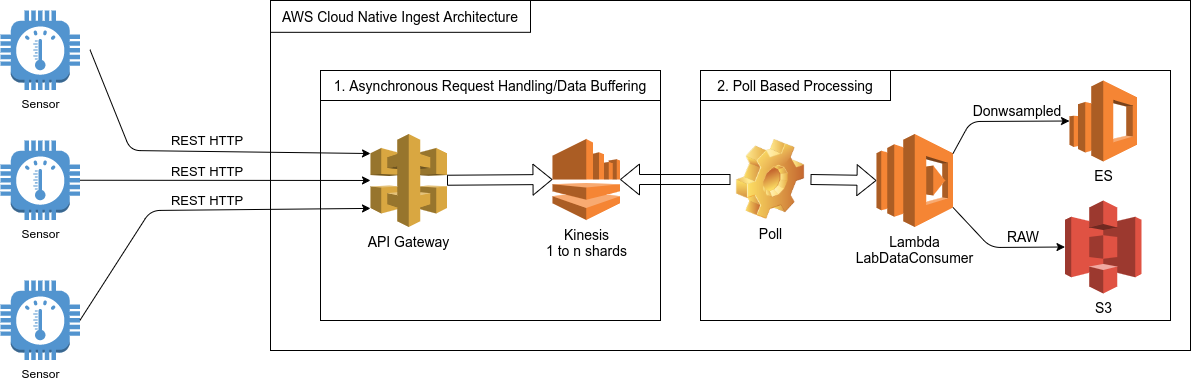 AWS Cloud Native Ingest Architecture
1. Asynchronous Request Handling/Data Buffering
2. Poll Based Processing
Sensor
REST HTTP
REST HTTP
REST HTTP
Sensor
Sensor
API Gateway
Kinesis
1 to n shards
Poll
Lambda
LabDataConsumer
Donwsampled
ES
RAW
S3